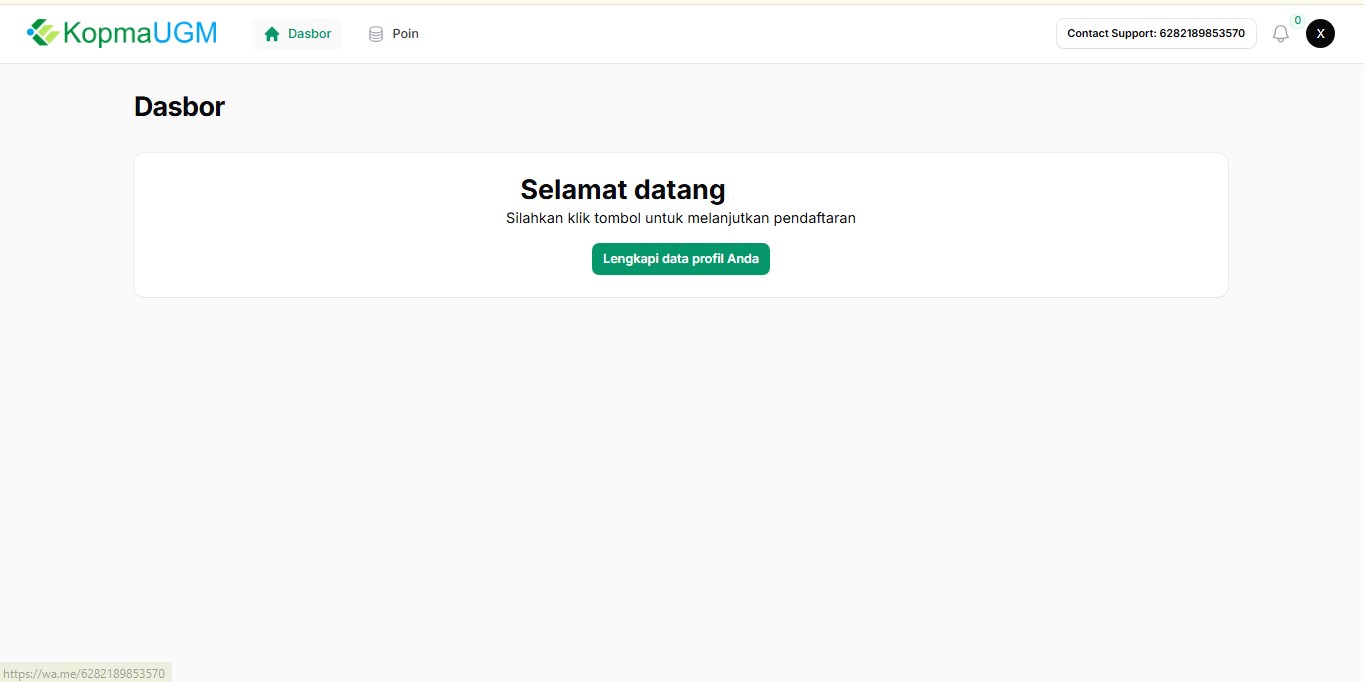 KopmaUGM
Dasbor
Poin
Contact Support: 6282189853570
0
X
Dasbor
Selamat datang
Silahkan klik tombol untuk melanjutkan pendaftaran
Lengkapi data profil Anda
https://wa.me/6282189853570